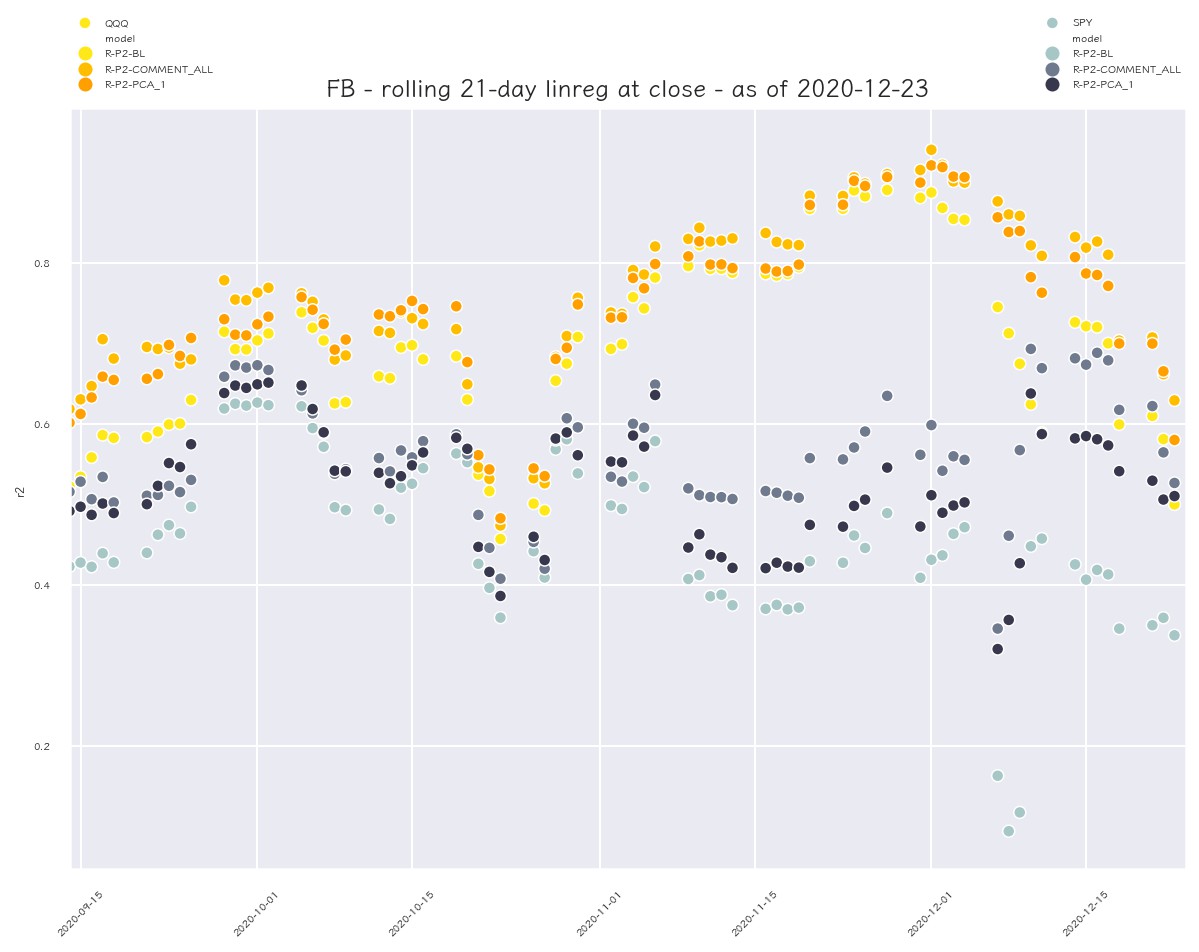 QQQ
model
R-P2-BL
R-P2-COMMENT_ALL
R-P2-PCA_1
SPY
model
R-P2-BL
R-P2-COMMENT_ALL
R-P2-PCA_1
FB - rolling 21-day linreg at close - as of 2020-12-23
0.8
0.6
r2
0.4
0.2
2020-09-15
2020-10-01
2020-10-15
2020-11-01
2020-11-15
2020-12-01
2020-12-15